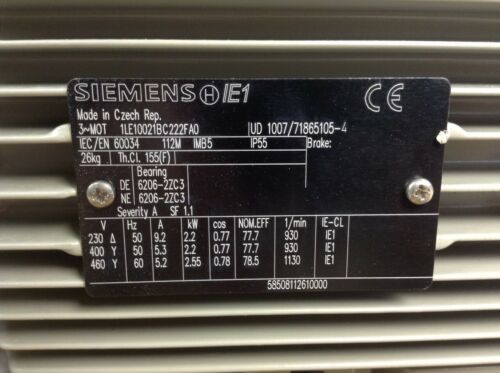 SIEMENS H IE1 CE
Made in Czech Rep.
3~MOT 1LE10021BC222FA0 UD 1007/71865105-4
IEC/EN 60034 112M IMB5 IP55 Brake:
26kg Th.Cl. 155(F)
Bearing
DE 6206-2ZC3
NE 6206-2ZC3
Severity A SF 1.1
V Hz A kW cos NOM.EFF 1/min IE-CL
230 Δ 50 9.2 2.2 0.77 77.7 930 IE1
400 Y 50 5.3 2.2 0.77 77.7 930 IE1
460 Y 60 5.2 2.55 0.78 78.5 1130 IE1
58508112610000